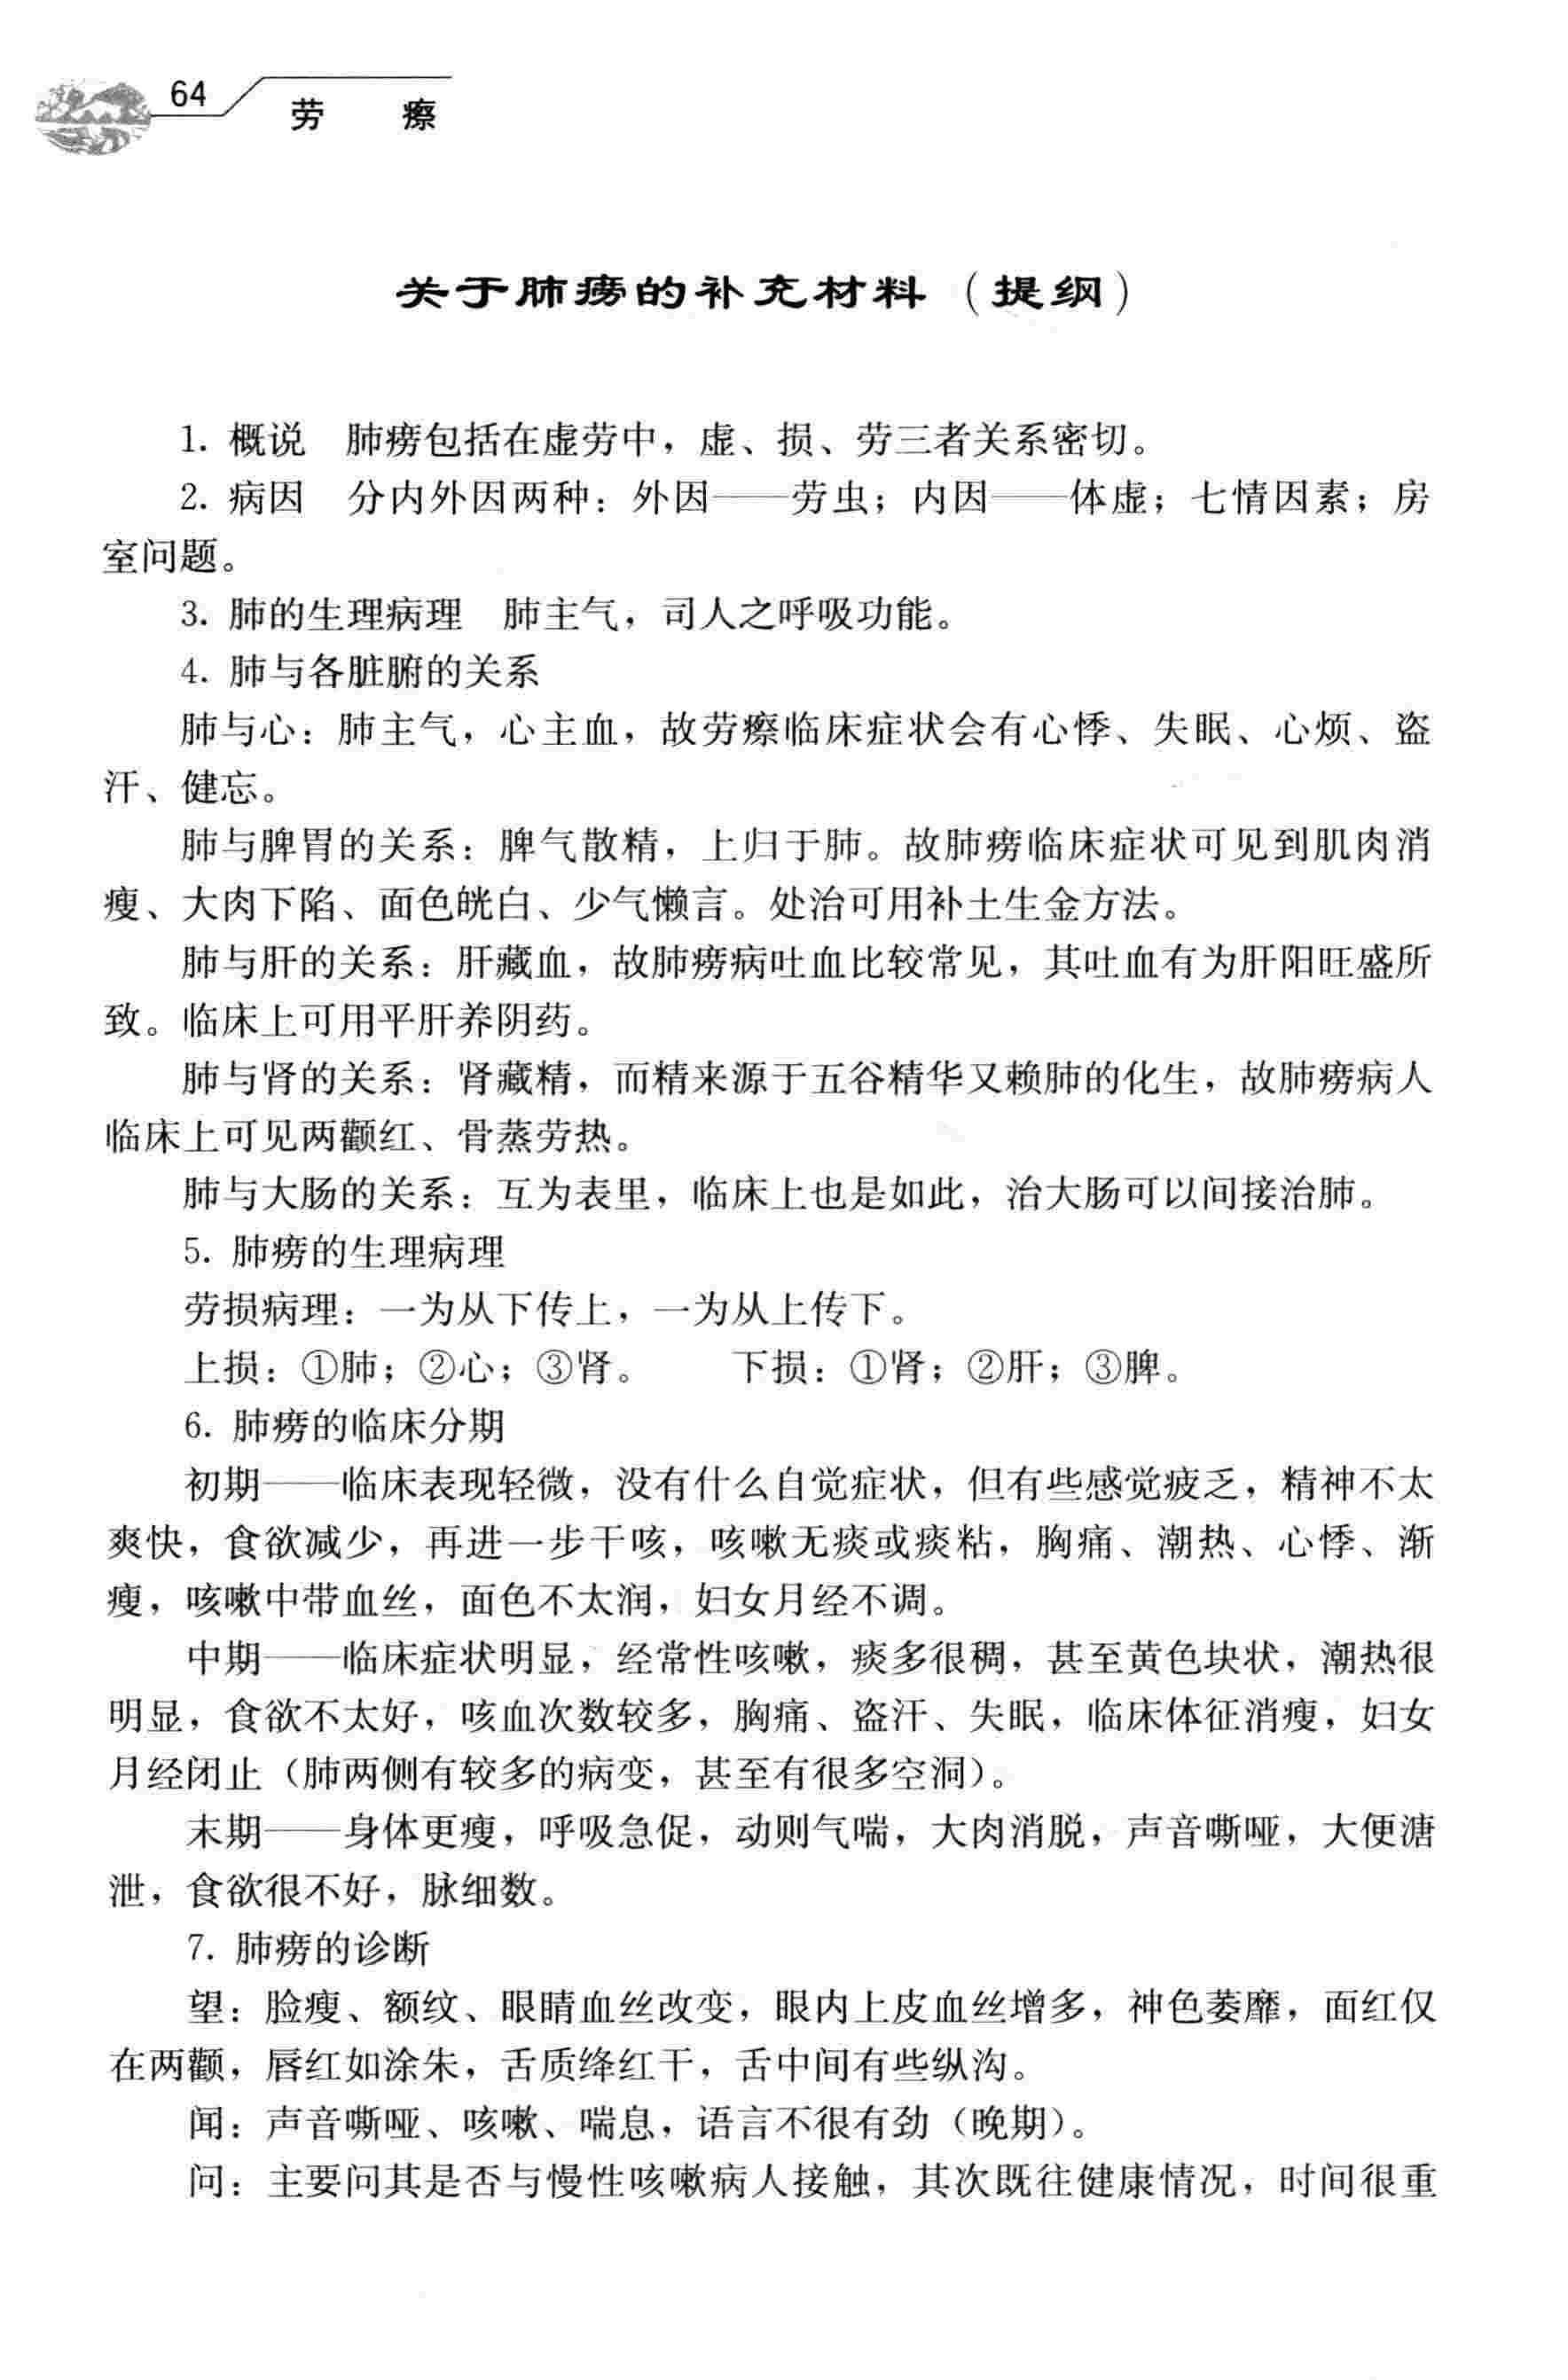 64
劳 瘵
关于肺痨的补充材料（提纲）
1. 概说　肺痨包括在虚劳中，虚、损、劳三者关系密切。
2. 病因　分内外因两种：外因——劳虫；内因——体虚；七情因素；房
室问题。
3. 肺的生理病理　肺主气，司人之呼吸功能。
4. 肺与各脏腑的关系
肺与心：肺主气，心主血，故劳瘵临床症状会有心悸、失眠、心烦、盗
汗、健忘。
肺与脾胃的关系：脾气散精，上归于肺。故肺痨临床症状可见到肌肉消
瘦、大肉下陷、面色㿠白、少气懒言。处治可用补土生金方法。
肺与肝的关系：肝藏血，故肺痨病吐血比较常见，其吐血有为肝阳旺盛所
致。临床上可用平肝养阴药。
肺与肾的关系：肾藏精，而精来源于五谷精华又赖肺的化生，故肺痨病人
临床上可见两颧红、骨蒸劳热。
肺与大肠的关系：互为表里，临床上也是如此，治大肠可以间接治肺。
5. 肺痨的生理病理
劳损病理：一为从下传上，一为从上传下。
上损：①肺；②心；③肾。　　下损：①肾；②肝；③脾。
6. 肺痨的临床分期
初期——临床表现轻微，没有什么自觉症状，但有些感觉疲乏，精神不太
爽快，食欲减少，再进一步干咳，咳嗽无痰或痰粘，胸痛、潮热、心悸、渐
瘦，咳嗽中带血丝，面色不太润，妇女月经不调。
中期——临床症状明显，经常性咳嗽，痰多很稠，甚至黄色块状，潮热很
明显，食欲不太好，咳血次数较多，胸痛、盗汗、失眠，临床体征消瘦，妇女
月经闭止（肺两侧有较多的病变，甚至有很多空洞）。
末期——身体更瘦，呼吸急促，动则气喘，大肉消脱，声音嘶哑，大便溏
泄，食欲很不好，脉细数。
7. 肺痨的诊断
望：脸瘦、额纹、眼睛血丝改变，眼内上皮血丝增多，神色萎靡，面红仅
在两颧，唇红如涂朱，舌质绛红干，舌中间有些纵沟。
闻：声音嘶哑、咳嗽、喘息，语言不很有劲（晚期）。
问：主要问其是否与慢性咳嗽病人接触，其次既往健康情况，时间很重